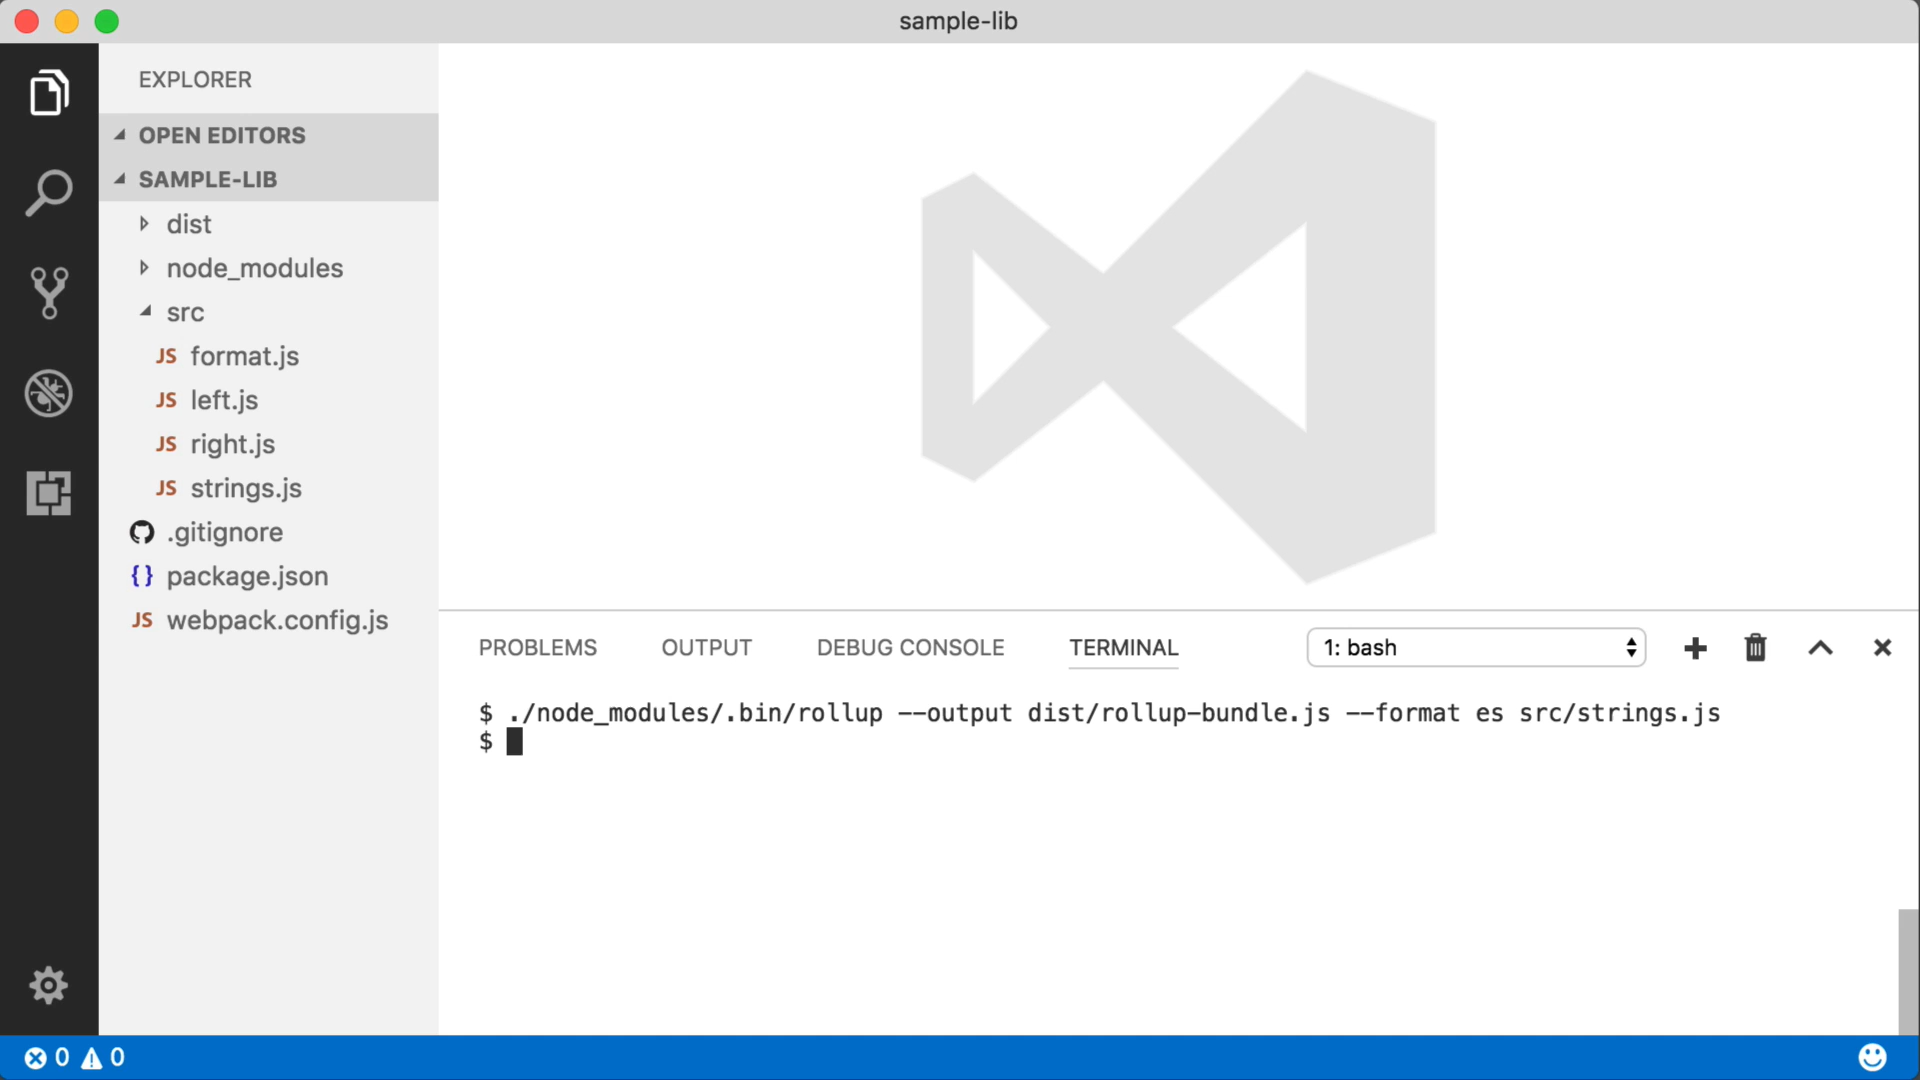 sample-lib
EXPLORER
OPEN EDITORS
SAMPLE-LIB
dist
node_modules
src
JS format.js
JS left.js
JS right.js
JS strings.js
.gitignore
{} package.json
JS webpack.config.js
PROBLEMS OUTPUT DEBUG CONSOLE TERMINAL 1: bash
$ ./node_modules/.bin/rollup --output dist/rollup-bundle.js --format es src/strings.js
$
0 0